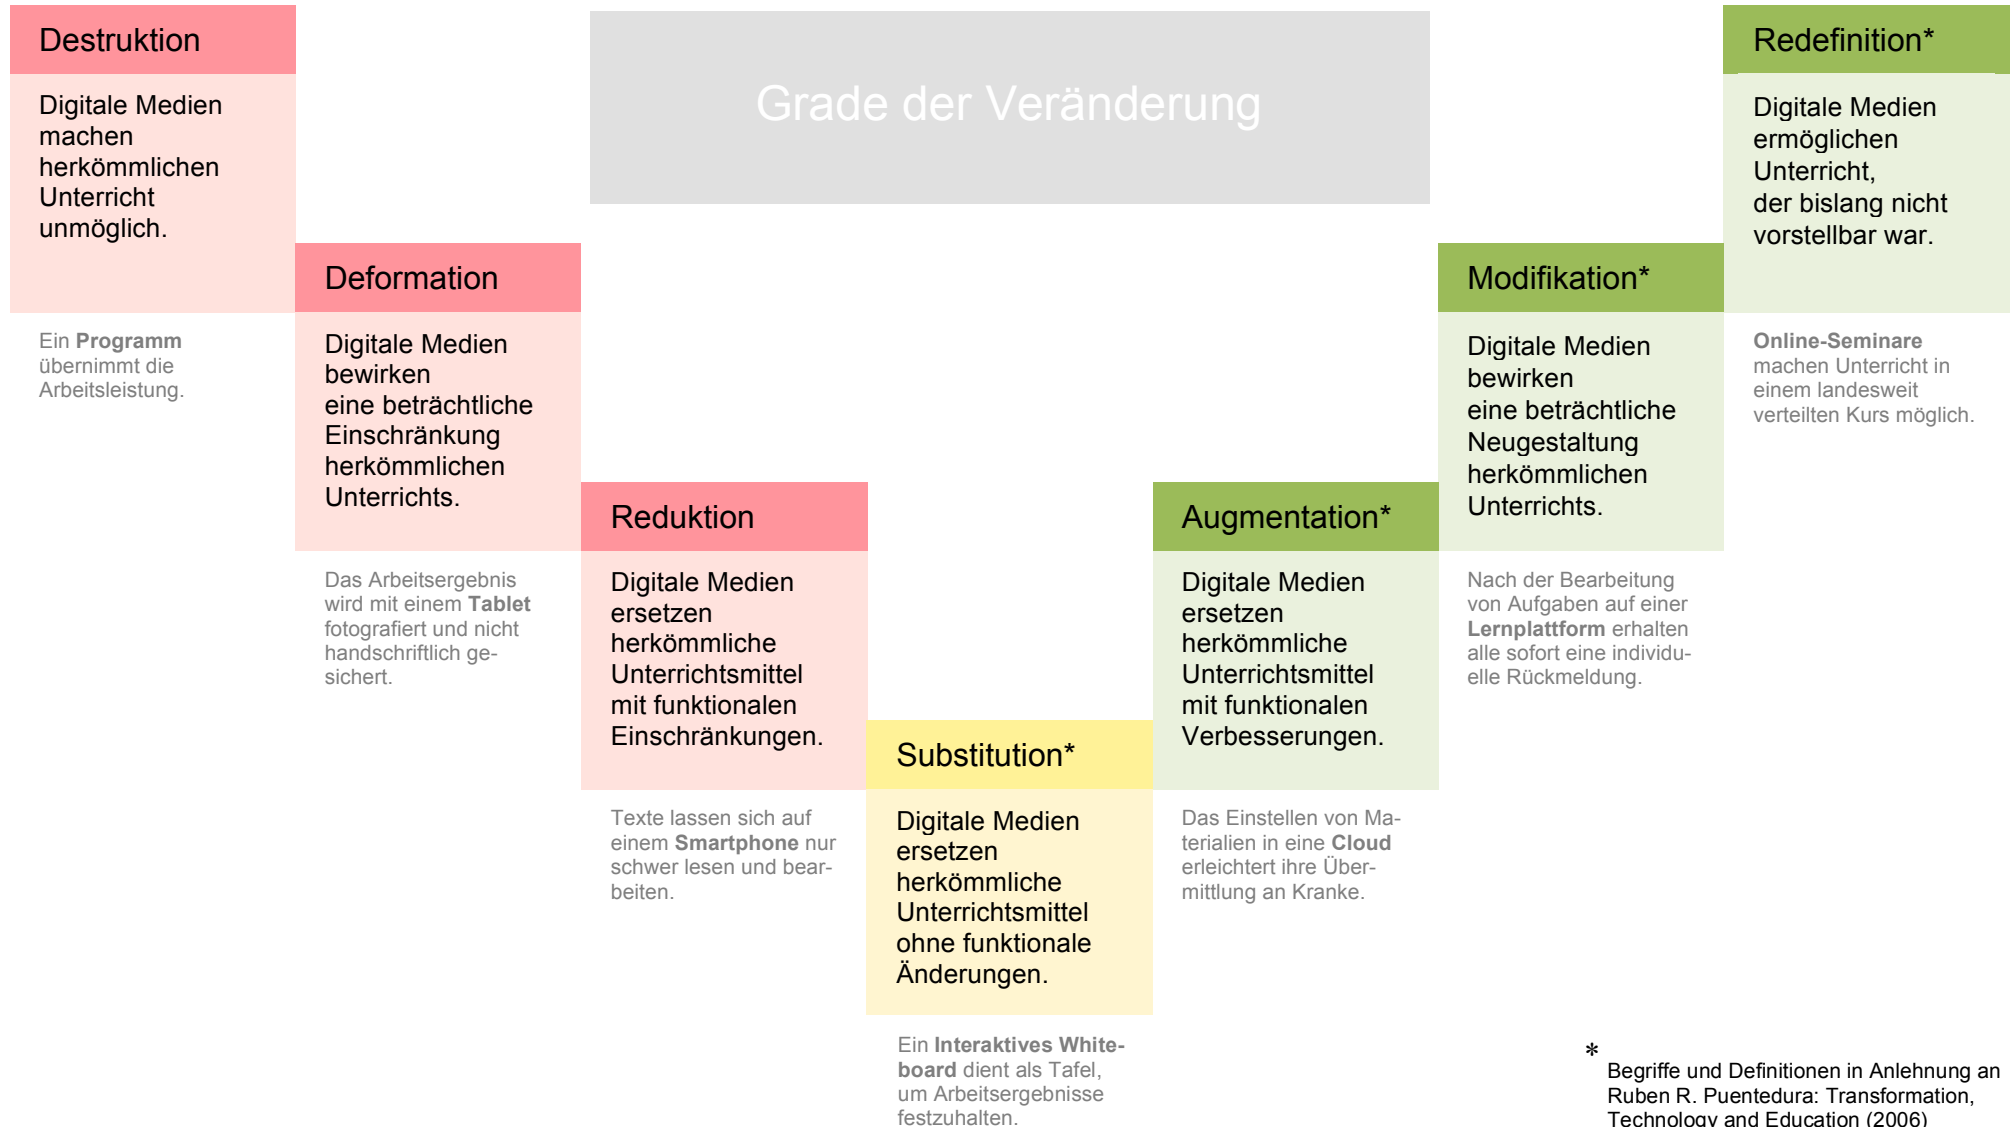 Destruktion
Digitale Medien
machen
herkömmlichen
Unterricht
unmöglich.
Ein Programm
übernimmt die
Arbeitsleistung.
Deformation
Digitale Medien
bewirken
eine beträchtliche
Einschränkung
herkömmlichen
Unterrichts.
Das Arbeitsergebnis
wird mit einem Tablet
fotografiert und nicht
handschriftlich ge-
sichert.
Grade der Veränderung
Reduktion
Digitale Medien
ersetzen
herkömmliche
Unterrichtsmittel
mit funktionalen
Einschränkungen.
Texte lassen sich auf
einem Smartphone nur
schwer lesen und bear-
beiten.
Substitution*
Digitale Medien
ersetzen
herkömmliche
Unterrichtsmittel
ohne funktionale
Änderungen.
Ein Interaktives White-
board dient als Tafel,
um Arbeitsergebnisse
festzuhalten.
Augmentation*
Digitale Medien
ersetzen
herkömmliche
Unterrichtsmittel
mit funktionalen
Verbesserungen.
Das Einstellen von Ma-
terialien in eine Cloud
erleichtert ihre Über-
mittlung an Kranke.
Modifikation*
Digitale Medien
bewirken
eine beträchtliche
Neugestaltung
herkömmlichen
Unterrichts.
Nach der Bearbeitung
von Aufgaben auf einer
Lernplattform erhalten
alle sofort eine individu-
elle Rückmeldung.
Redefinition*
Digitale Medien
ermöglichen
Unterricht,
der bislang nicht
vorstellbar war.
Online-Seminare
machen Unterricht in
einem landesweit
verteilten Kurs möglich.
*
Begriffe und Definitionen in Anlehnung an
Ruben R. Puentedura: Transformation,
Technology and Education (2006)